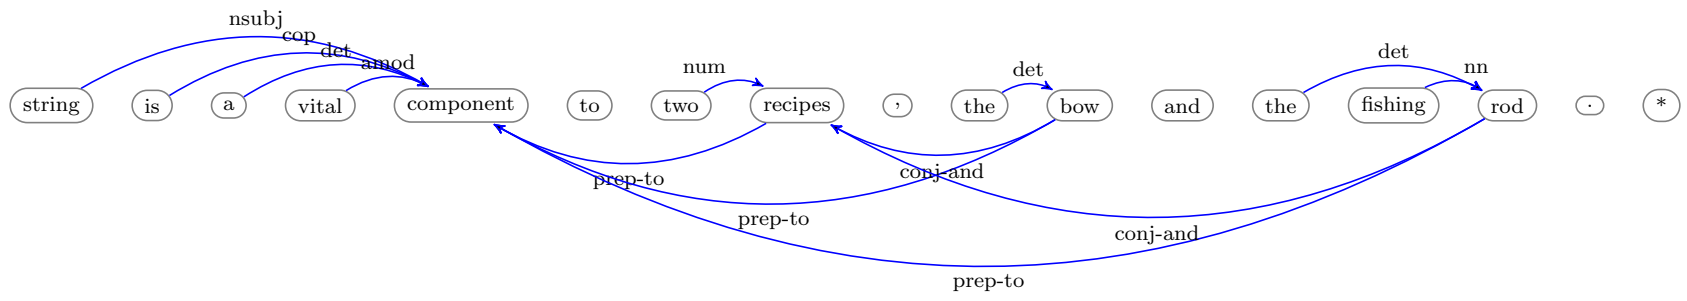 nsubj
cop
det
amod
num
det
det
nn
string is a vital component to two recipes , the bow and the fishing rod . *
prep-to
conj-and
prep-to
conj-and
prep-to